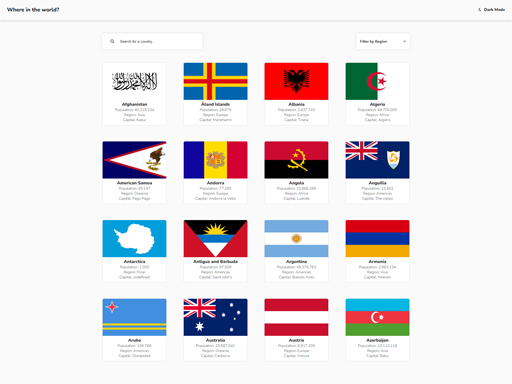 Where in the world?
Dark Mode
Search for a country...
Filter by Region
Afghanistan
Population: 40,218,234
Region: Asia
Capital: Kabul
Åland Islands
Population: 28,875
Region: Europe
Capital: Mariehamn
Albania
Population: 2,837,743
Region: Europe
Capital: Tirana
Algeria
Population: 44,700,000
Region: Africa
Capital: Algiers
American Samoa
Population: 55,197
Region: Oceania
Capital: Pago Pago
Andorra
Population: 77,265
Region: Europe
Capital: Andorra la Vella
Angola
Population: 32,866,268
Region: Africa
Capital: Luanda
Anguilla
Population: 13,452
Region: Americas
Capital: The Valley
Antarctica
Population: 1,000
Region: Polar
Capital: undefined
Antigua and Barbuda
Population: 97,928
Region: Americas
Capital: Saint John's
Argentina
Population: 45,376,763
Region: Americas
Capital: Buenos Aires
Armenia
Population: 2,963,234
Region: Asia
Capital: Yerevan
Aruba
Population: 106,766
Region: Americas
Capital: Oranjestad
Australia
Population: 25,687,041
Region: Oceania
Capital: Canberra
Austria
Population: 8,917,205
Region: Europe
Capital: Vienna
Azerbaijan
Population: 10,110,116
Region: Asia
Capital: Baku